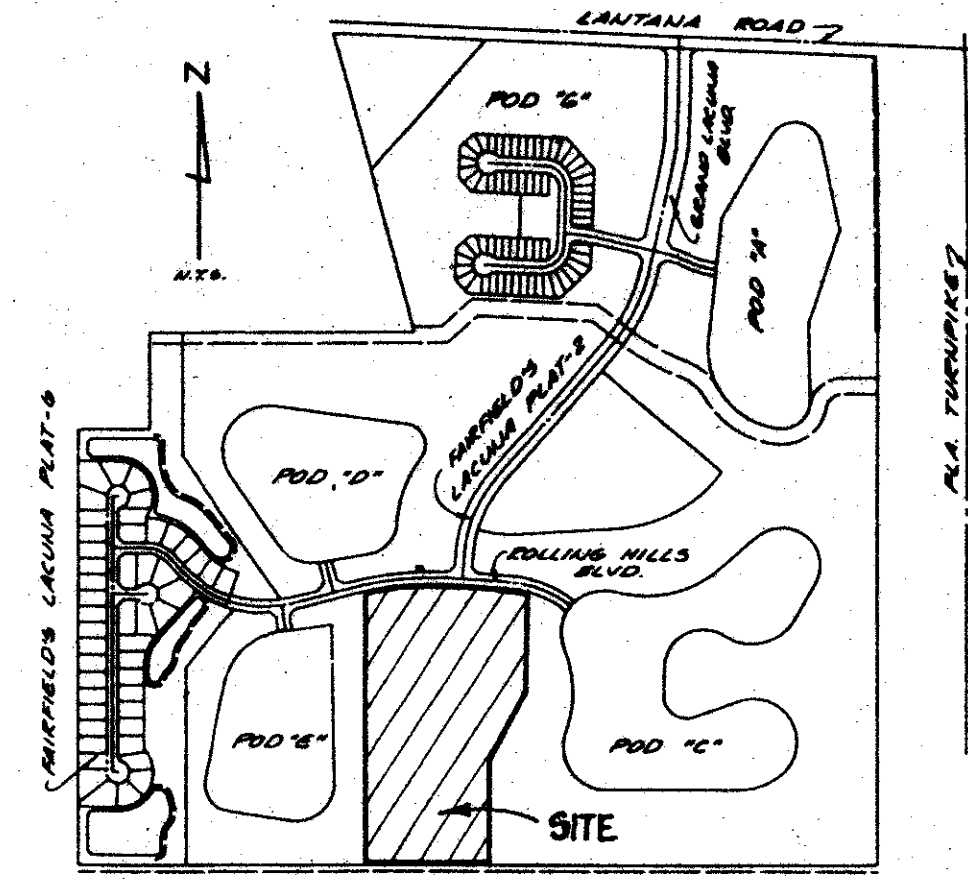 LANTANA ROAD
Z
N.T.S.
POD "G"
GRAND LACUNA
BLVD
POD "A"
FLA. TURNPIKE
FAIRFIELD'S
LACUNA PLAT-2
FAIRFIELD'S LACUNA PLAT-6
POD "D"
ROLLING HILLS
BLVD.
POD "E"
POD "C"
SITE